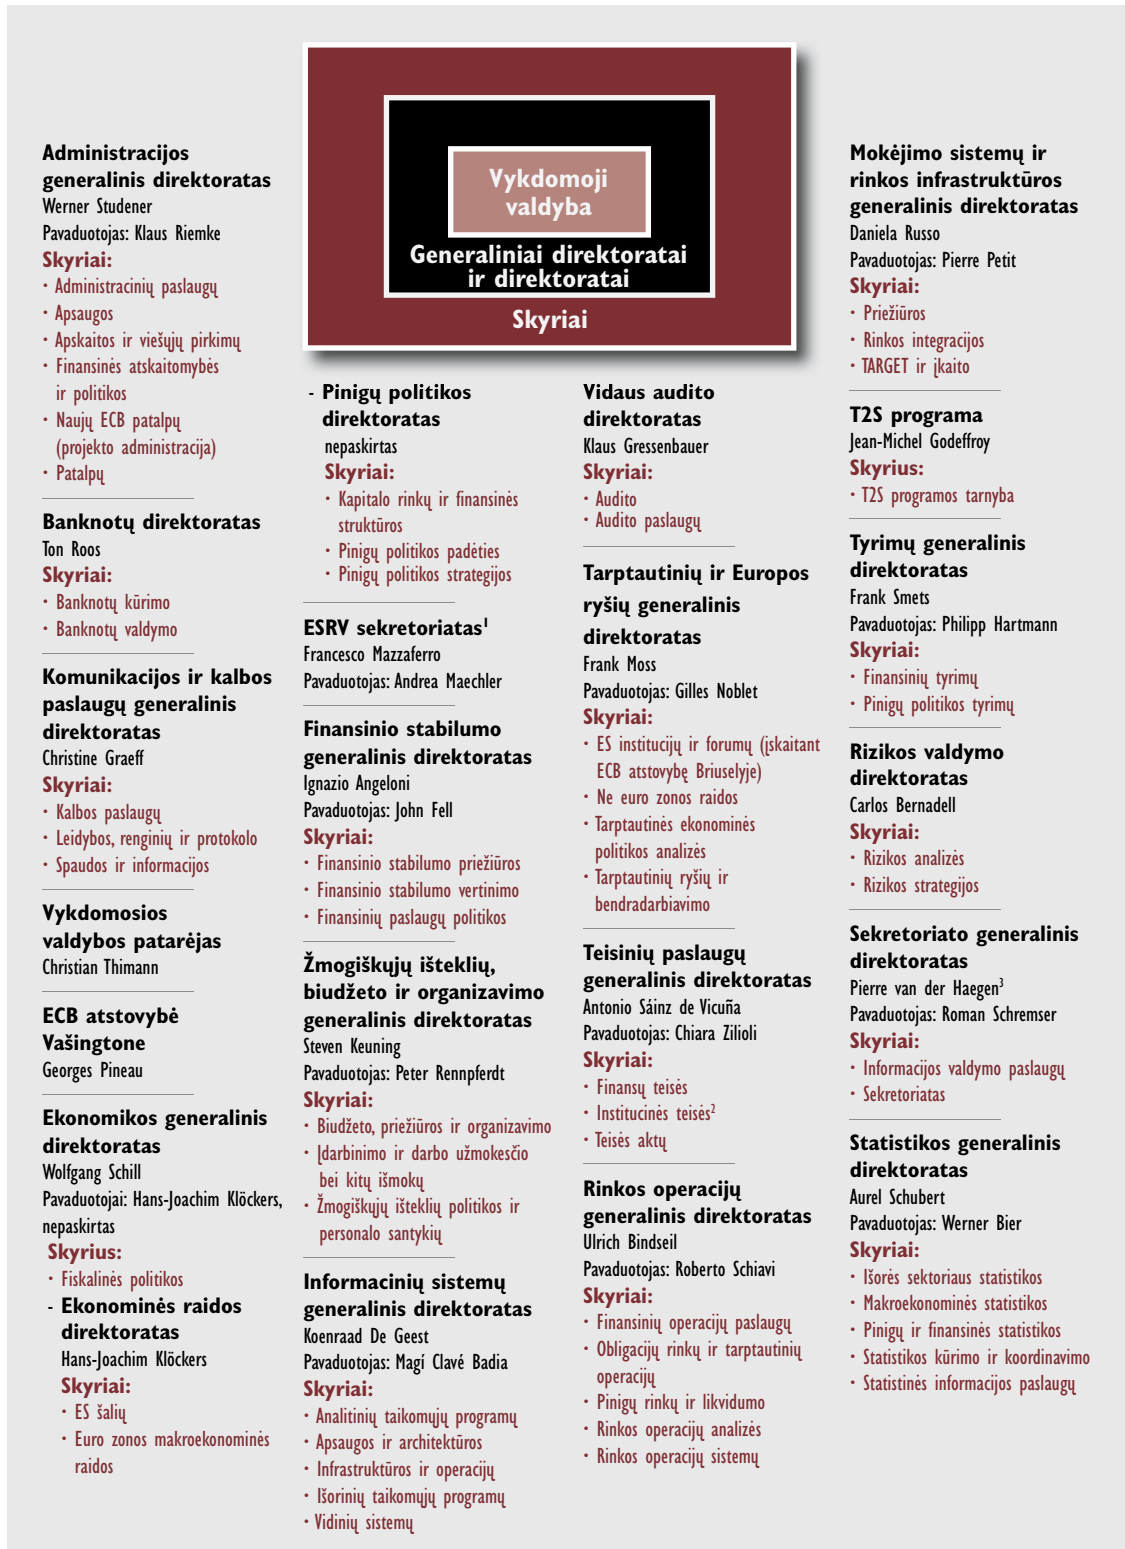 Vykdomoji
valdyba
Generaliniai direktoratai
ir direktoratai
Skyriai
Administracijos
generalinis direktoratas
Werner Studener
Pavaduotojas: Klaus Riemke
Skyriai:
• Administracinių paslaugų
• Apsaugos
• Apskaitos ir viešųjų pirkimų
• Finansinės atskaitomybės
ir politikos
• Naujų ECB patalpų
(projekto administracija)
• Patalpų
Banknotų direktoratas
Ton Roos
Skyriai:
• Banknotų kūrimo
• Banknotų valdymo
Komunikacijos ir kalbos
paslaugų generalinis
direktoratas
Christine Graeff
Skyriai:
• Kalbos paslaugų
• Leidybos, renginių ir protokolo
• Spaudos ir informacijos
Vykdomosios
valdybos patarėjas
Christian Thimann
ECB atstovybė
Vašingtone
Georges Pineau
Ekonomikos generalinis
direktoratas
Wolfgang Schill
Pavaduotojai: Hans-Joachim Klöckers,
nepaskirtas
Skyrius:
• Fiskalinės politikos
- Ekonominės raidos
direktoratas
Hans-Joachim Klöckers
Skyriai:
• ES šalių
• Euro zonos makroekonominės
raidos
- Pinigų politikos
direktoratas
nepaskirtas
Skyriai:
• Kapitalo rinkų ir finansinės
struktūros
• Pinigų politikos padėties
• Pinigų politikos strategijos
ESRV sekretoriatas¹
Francesco Mazzaferro
Pavaduotojas: Andrea Maechler
Finansinio stabilumo
generalinis direktoratas
Ignazio Angeloni
Pavaduotojas: John Fell
Skyriai:
• Finansinio stabilumo priežiūros
• Finansinio stabilumo vertinimo
• Finansinių paslaugų politikos
Žmogiškųjų išteklių,
biudžeto ir organizavimo
generalinis direktoratas
Steven Keuning
Pavaduotojas: Peter Rennpferdt
Skyriai:
• Biudžeto, priežiūros ir organizavimo
• Įdarbinimo ir darbo užmokesčio
bei kitų išmokų
• Žmogiškųjų išteklių politikos ir
personalo santykių
Informacinių sistemų
generalinis direktoratas
Koenraad De Geest
Pavaduotojas: Magí Clavé Badia
Skyriai:
• Analitinių taikomųjų programų
• Apsaugos ir architektūros
• Infrastruktūros ir operacijų
• Išorinių taikomųjų programų
• Vidinių sistemų
Vidaus audito
direktoratas
Klaus Gressenbauer
Skyriai:
• Audito
• Audito paslaugų
Tarptautinių ir Europos
ryšių generalinis
direktoratas
Frank Moss
Pavaduotojas: Gilles Noblet
Skyriai:
• ES institucijų ir forumų (įskaitant
ECB atstovybę Briuselyje)
• Ne euro zonos raidos
• Tarptautinės ekonominės
politikos analizės
• Tarptautinių ryšių ir
bendradarbiavimo
Teisinių paslaugų
generalinis direktoratas
Antonio Sáinz de Vicuña
Pavaduotojas: Chiara Zilioli
Skyriai:
• Finansų teisės
• Institucinės teisės²
• Teisės aktų
Rinkos operacijų
generalinis direktoratas
Ulrich Bindseil
Pavaduotojas: Roberto Schiavi
Skyriai:
• Finansinių operacijų paslaugų
• Obligacijų rinkų ir tarptautinių
operacijų
• Pinigų rinkų ir likvidumo
• Rinkos operacijų analizės
• Rinkos operacijų sistemų
Mokėjimo sistemų ir
rinkos infrastruktūros
generalinis direktoratas
Daniela Russo
Pavaduotojas: Pierre Petit
Skyriai:
• Priežiūros
• Rinkos integracijos
• TARGET ir įkaito
T2S programa
Jean-Michel Godeffroy
Skyrius:
• T2S programos tarnyba
Tyrimų generalinis
direktoratas
Frank Smets
Pavaduotojas: Philipp Hartmann
Skyriai:
• Finansinių tyrimų
• Pinigų politikos tyrimų
Rizikos valdymo
direktoratas
Carlos Bernadell
Skyriai:
• Rizikos analizės
• Rizikos strategijos
Sekretoriato generalinis
direktoratas
Pierre van der Haegen³
Pavaduotojas: Roman Schremser
Skyriai:
• Informacijos valdymo paslaugų
• Sekretoriatas
Statistikos generalinis
direktoratas
Aurel Schubert
Pavaduotojas: Werner Bier
Skyriai:
• Išorės sektoriaus statistikos
• Makroekonominės statistikos
• Pinigų ir finansinės statistikos
• Statistikos kūrimo ir koordinavimo
• Statistinės informacijos paslaugų